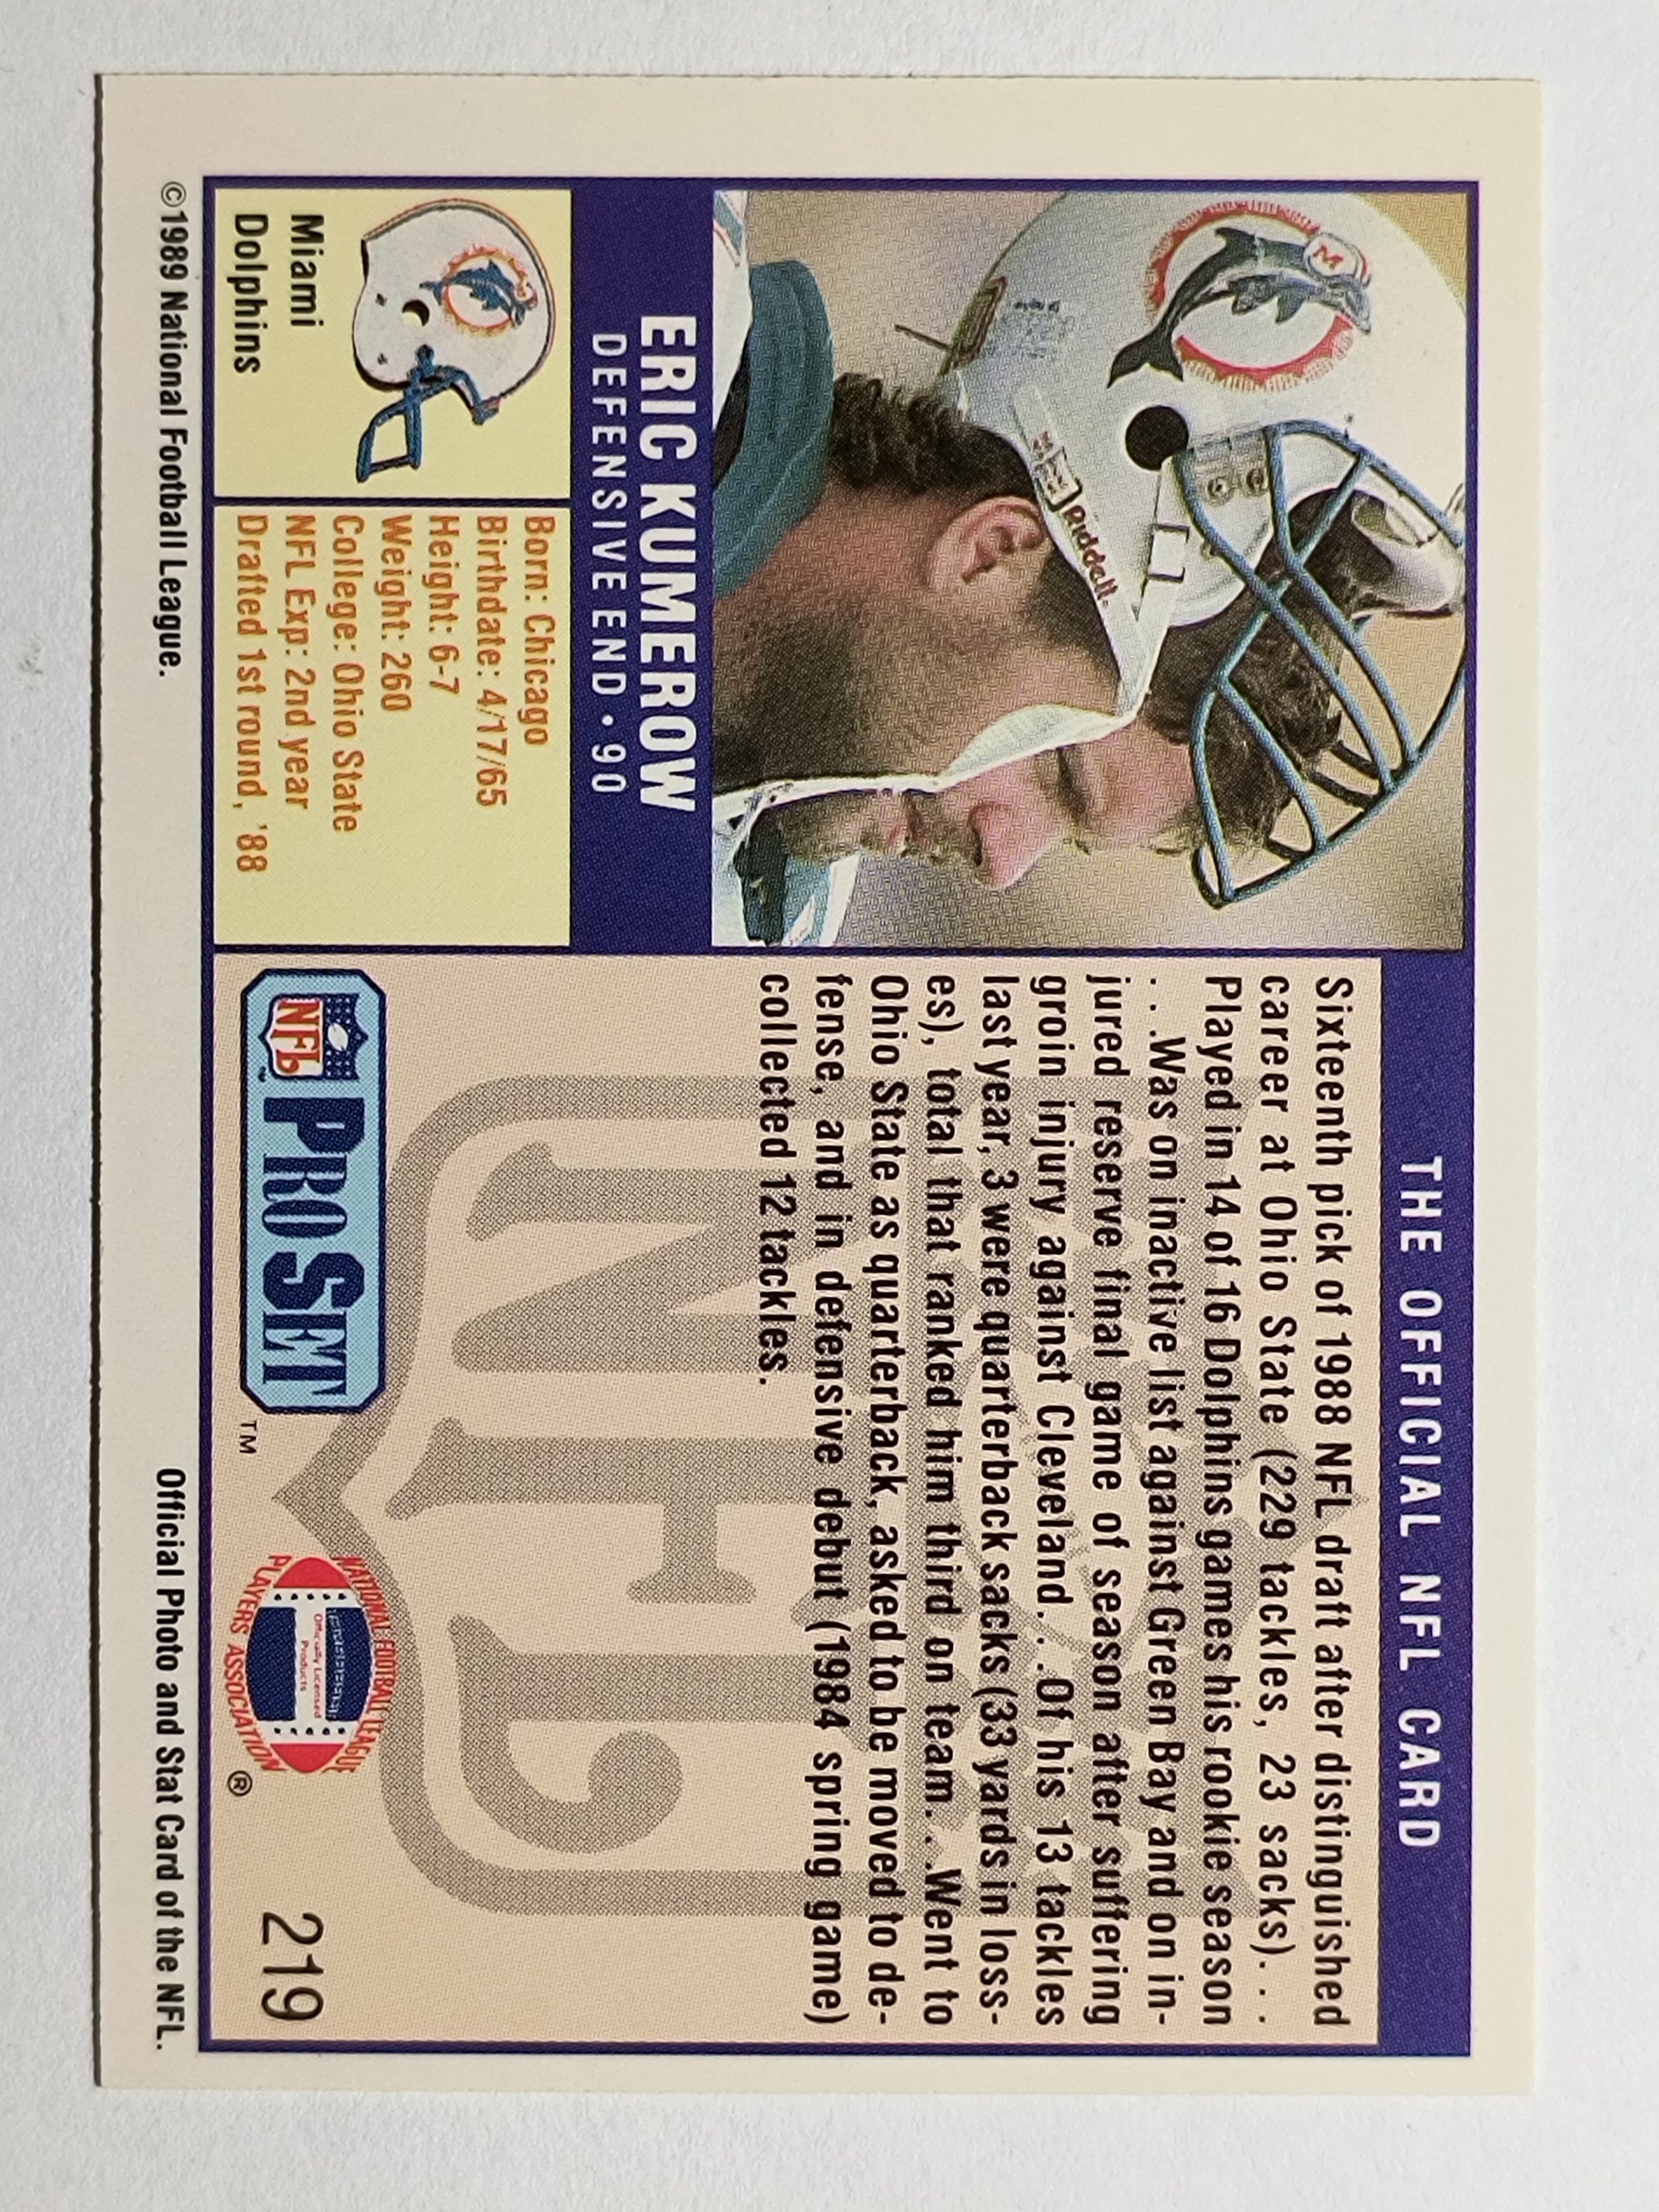 THE OFFICIAL NFL CARD
M
Riddell
ERIC KUMEROW
DEFENSIVE END • 90
Miami
Dolphins
Born: Chicago
Birthdate: 4/17/65
Height: 6-7
Weight: 260
College: Ohio State
NFL Exp: 2nd year
Drafted 1st round, '88
Sixteenth pick of 1988 NFL draft after distinguished
career at Ohio State (229 tackles, 23 sacks). . .
Played in 14 of 16 Dolphins games his rookie season
. . .Was on inactive list against Green Bay and on in-
jured reserve final game of season after suffering
groin injury against Cleveland. . .Of his 13 tackles
last year, 3 were quarterback sacks (33 yards in loss-
es), total that ranked him third on team. . .Went to
Ohio State as quarterback, asked to be moved to de-
fense, and in defensive debut (1984 spring game)
collected 12 tackles.
NFL
NFL PRO SET ™
NATIONAL FOOTBALL LEAGUE
Officially Licensed
Products
PLAYERS ASSOCIATION ®
219
©1989 National Football League.
Official Photo and Stat Card of the NFL.